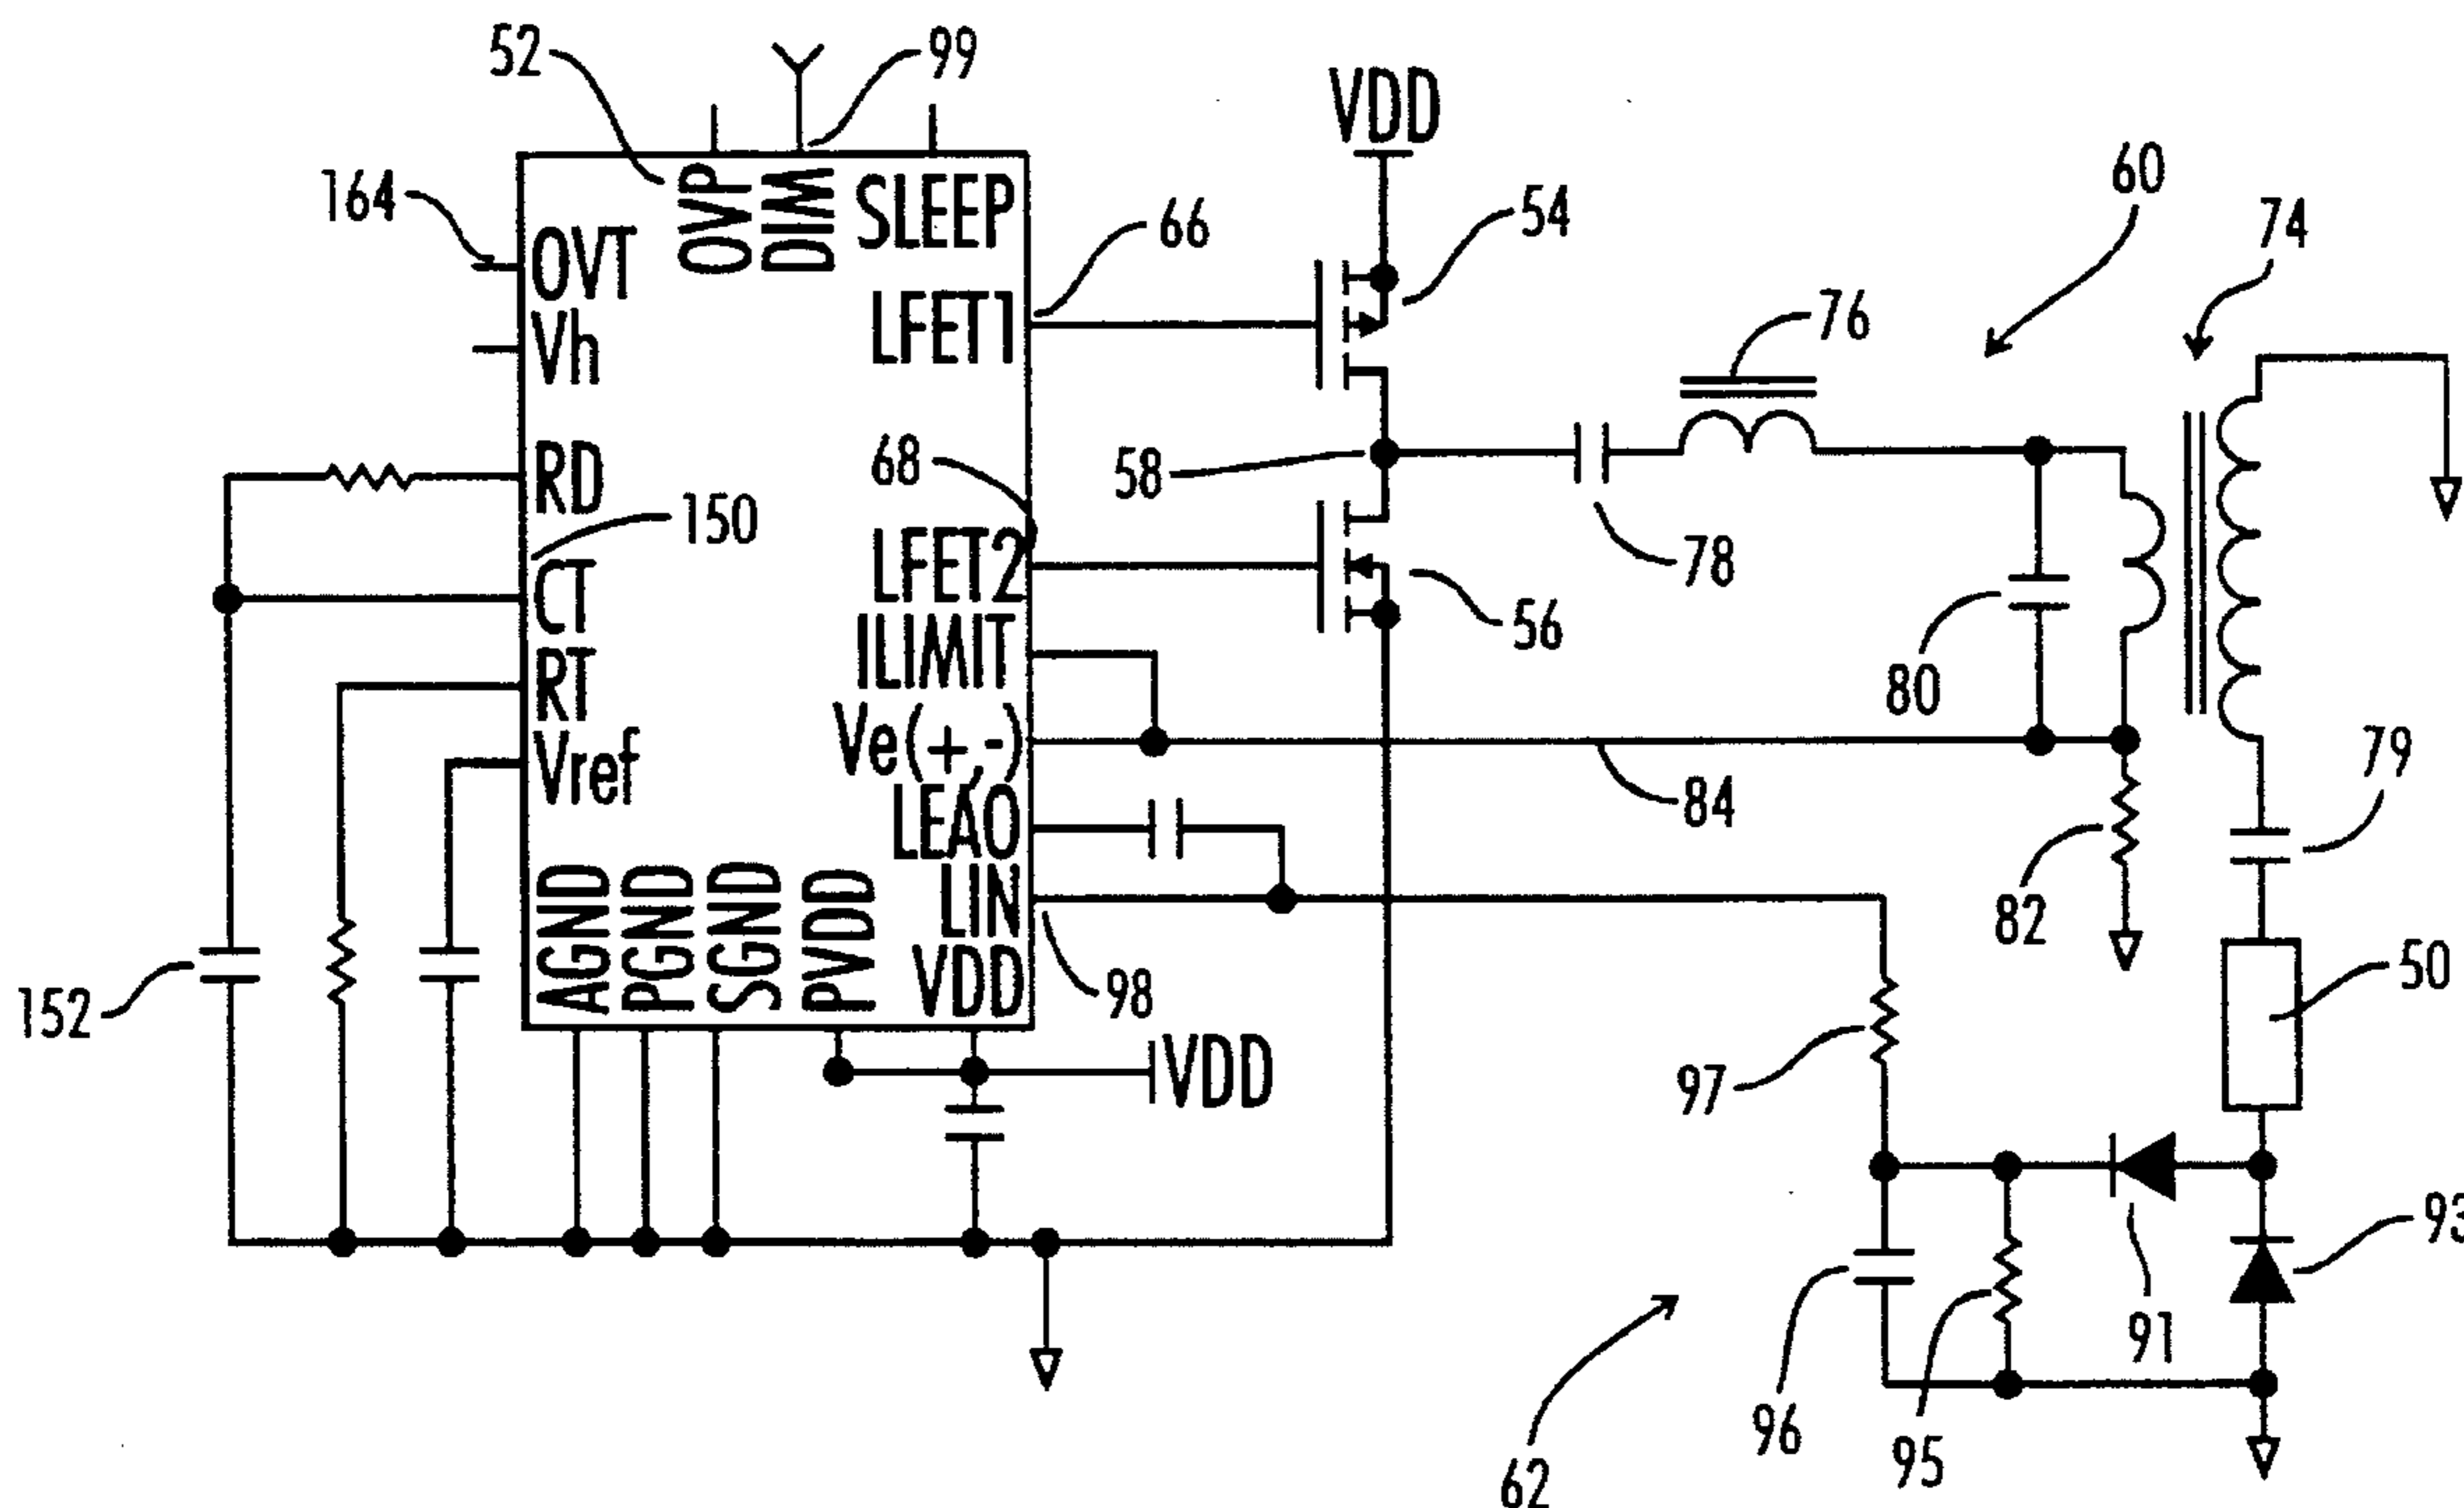 52
99
VDD
60
164
OVP
DIM
SLEEP
66
54
74
OVT
LFET1
76
Vh
RD
68
58
150
LFET2
78
CT
56
ILIMIT
80
RT
Ve(+,-)
Vref
79
LEAO
84
82
LIN
AGND
PGND
SGND
PVDD
VDD
98
50
152
VDD
97
93
91
96
95
62